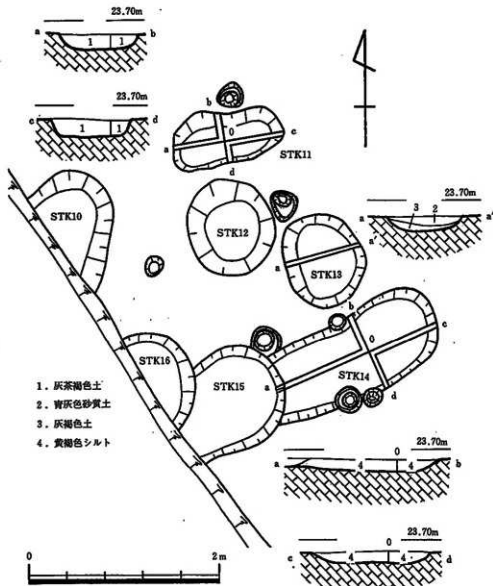 23.70m
a b
1 1
23.70m
c d
1 1
b
a 0 c
d
STK11
STK10
STK12
23.70m
a 3 2 a'
a'
STK13
a
b
STK16
STK15
0 c
a
STK14
d
1. 灰茶褐色土
2. 青灰色砂質土
3. 灰褐色土
4. 黄褐色シルト
0 23.70m
a 4 4 b
0 23.70m
c 4 4 d
0 2m